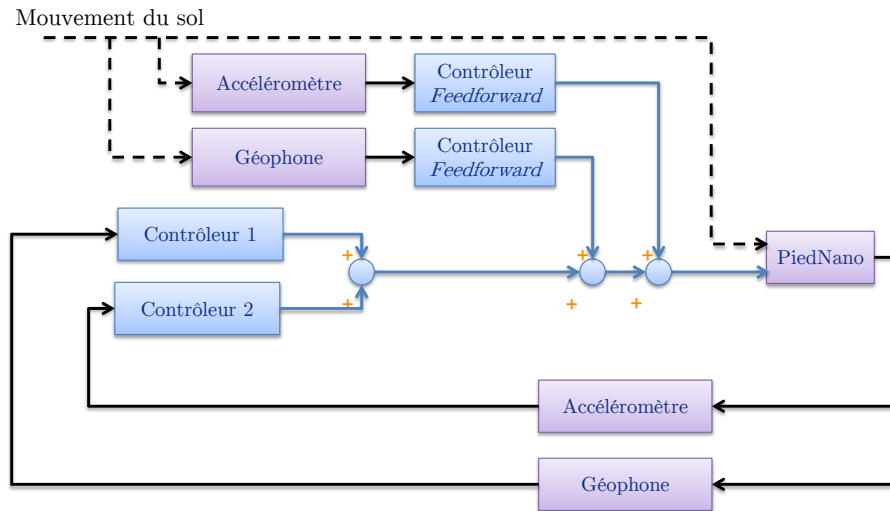 Mouvement du sol
Accéléromètre
Contrôleur
Feedforward
Géophone
Contrôleur
Feedforward
Contrôleur 1
+
+
+
PiedNano
Contrôleur 2
+
+
+
Accéléromètre
Géophone